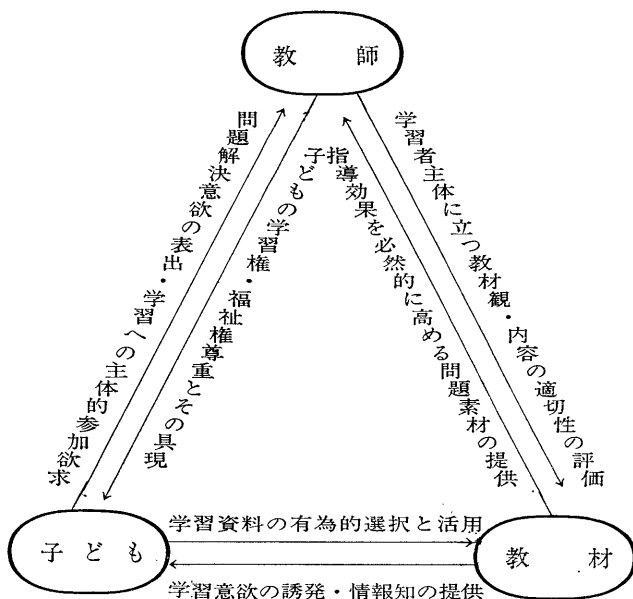 教師
問題解決意欲の表出・学習への主体的参加欲求
子どもの学習権・福祉権尊重とその具現
指導効果を必然的に高める問題素材の提供
学習者主体に立つ教材観・内容の適切性の評価
子ども
学習資料の有為的選択と活用
教材
学習意欲の誘発・情報知の提供